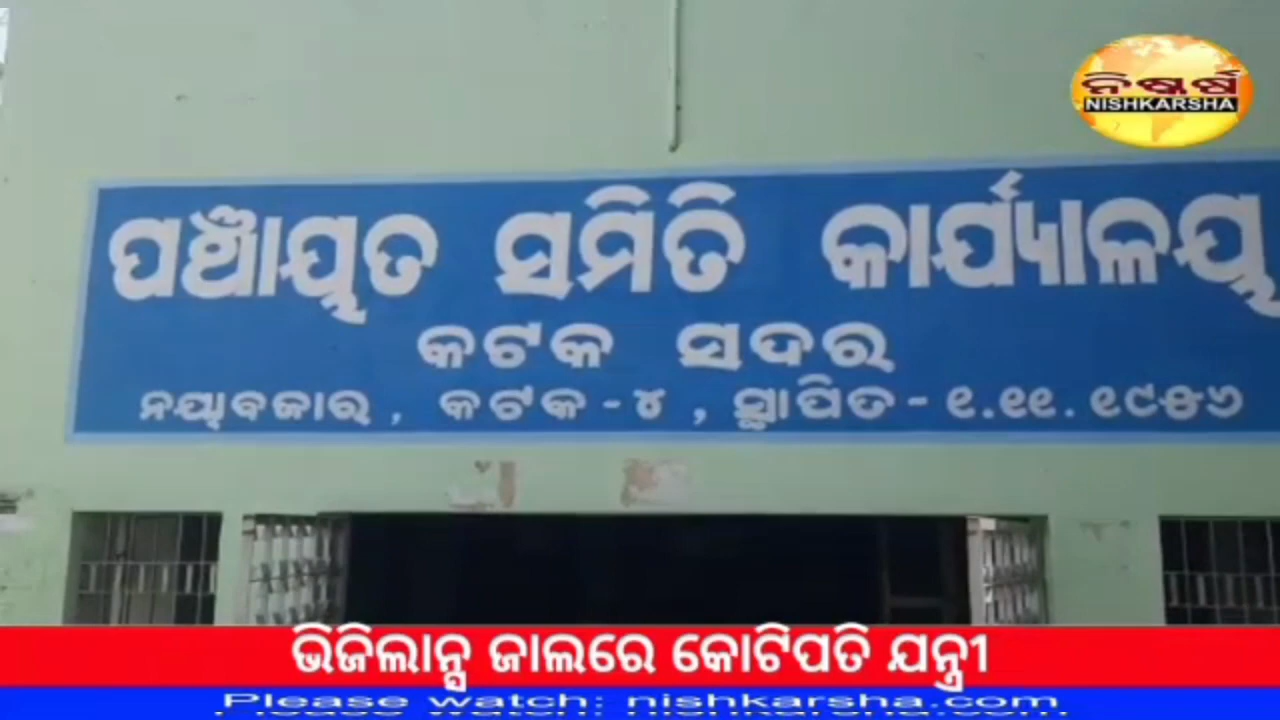 ନିଷ୍କର୍ଷ
NISHKARSHA
ପଞ୍ଚାୟତ ସମିତି କାର୍ଯ୍ୟାଳୟ
କଟକ ସଦର
ନୟାବଜାର, କଟକ - ୪, ସ୍ଥାପିତ - ୧.୧୧.୧୯୫୬
ଭିଜିଲାନ୍ସ ଜାଲରେ କୋଟିପତି ଯନ୍ତ୍ରୀ
Please watch: nishkarsha.com